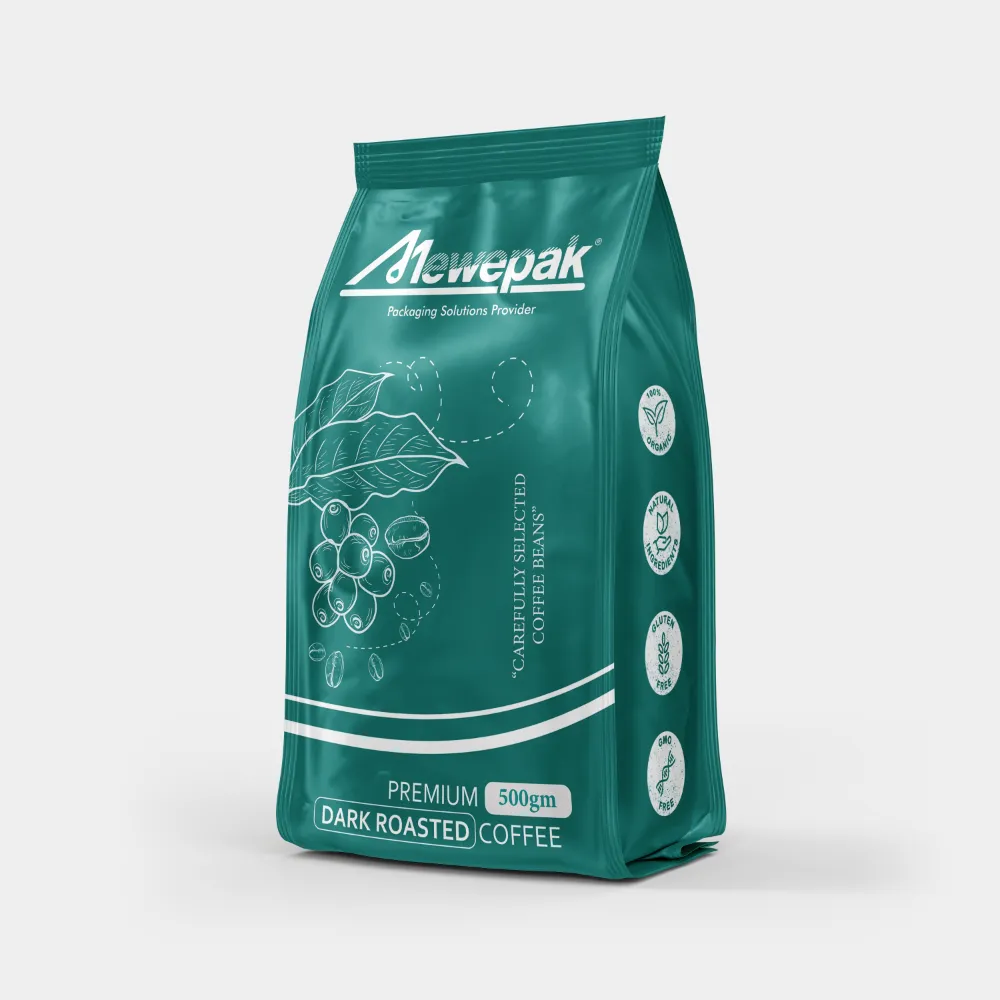 Mewepak®
Packaging Solutions Provider
“CAREFULLY SELECTED
COFFEE BEANS”
PREMIUM 500gm
DARK ROASTED COFFEE
100%
ORGANIC
NATURAL
INGREDIENTS
GLUTEN
FREE
GMO
FREE